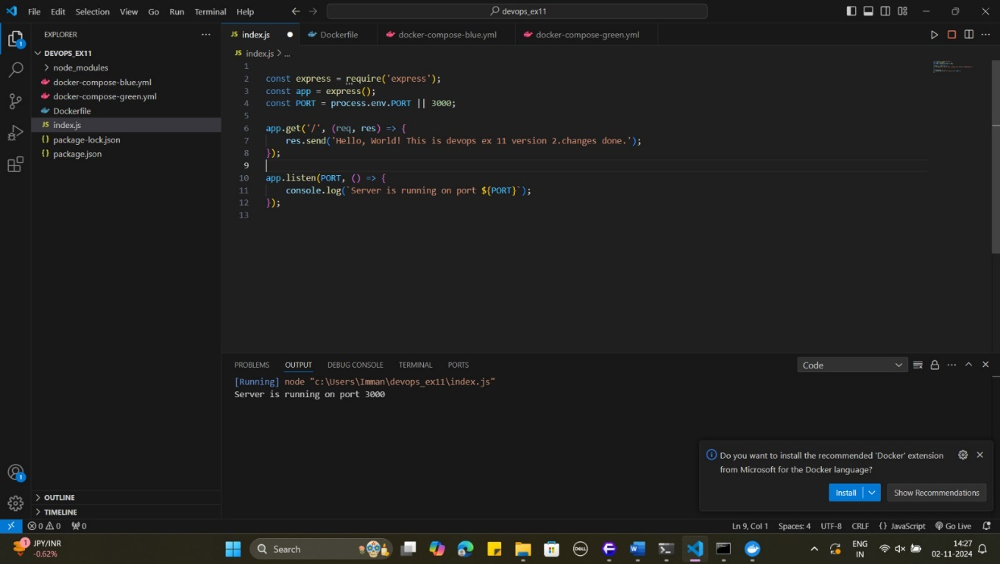 File Edit Selection View Go Run Terminal Help devops_ex11
EXPLORER
DEVOPS_EX11
node_modules
docker-compose-blue.yml
docker-compose-green.yml
Dockerfile
JS index.js
{} package-lock.json
{} package.json
OUTLINE
TIMELINE
JS index.js Dockerfile docker-compose-blue.yml docker-compose-green.yml
JS index.js > ...
1
2 const express = require('express');
3 const app = express();
4 const PORT = process.env.PORT || 3000;
5
6 app.get('/', (req, res) => {
7 res.send('Hello, World! This is devops ex 11 version 2.changes done.');
8 });
9
10 app.listen(PORT, () => {
11 console.log(`Server is running on port ${PORT}`);
12 });
13
PROBLEMS OUTPUT DEBUG CONSOLE TERMINAL PORTS Code
[Running] node "c:\Users\Imman\devops_ex11\index.js"
Server is running on port 3000
Do you want to install the recommended 'Docker' extension
from Microsoft for the Docker language?
Install Show Recommendations
0 0 0 Ln 9, Col 1 Spaces: 4 UTF-8 CRLF {} JavaScript Go Live
1 JPY/INR
-0.62%
Search
DELL
ENG
IN
14:27
02-11-2024